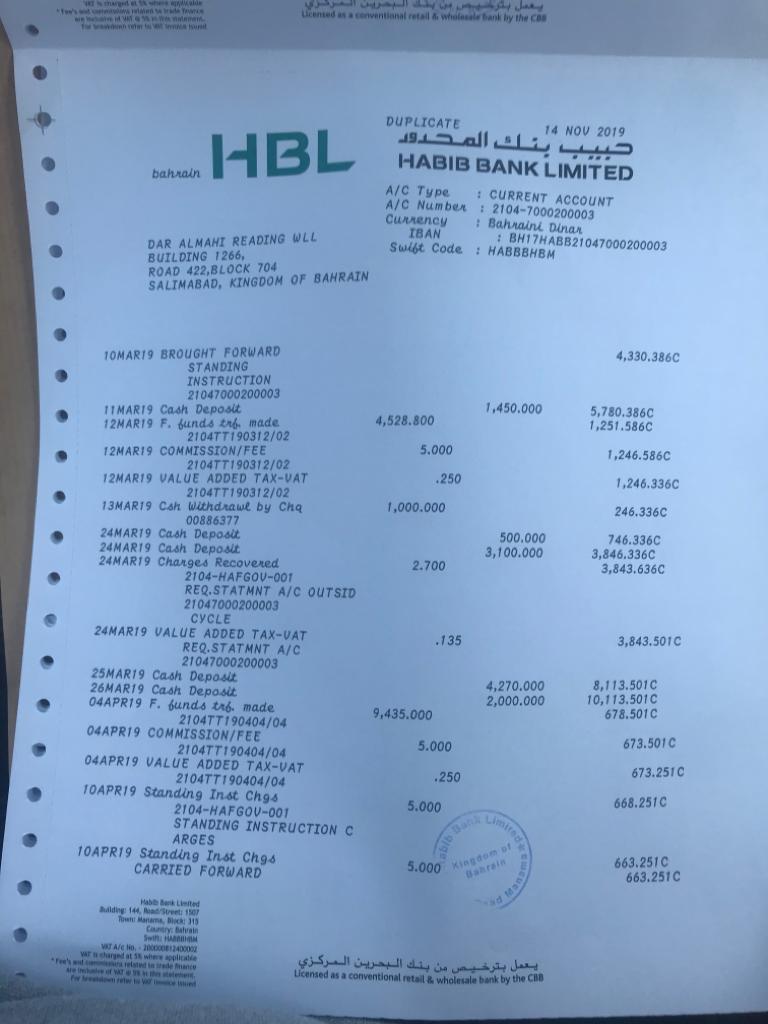 VAT is charged at 5% where applicable
* Fee's and commissions related to trade finance
are inclusive of VAT @ 5% in this statement.
For breakdown refer to VAT invoice issued
يعمل بترخيص من بنك البحرين المركزي
Licensed as a conventional retail & wholesale bank by the CBB
DUPLICATE 14 NOV 2019
bahrain HBL
حبيب بنك المحدود
HABIB BANK LIMITED
A/C Type : CURRENT ACCOUNT
A/C Number : 2104-7000200003
Currency : Bahraini Dinar
IBAN : BH17HABB21047000200003
Swift Code : HABBBHBM
DAR ALMAHI READING WLL
BUILDING 1266,
ROAD 422,BLOCK 704
SALIMABAD, KINGDOM OF BAHRAIN
10MAR19 BROUGHT FORWARD 4,330.386C
STANDING
INSTRUCTION
21047000200003
11MAR19 Cash Deposit 1,450.000 5,780.386C
12MAR19 F. funds trf. made 4,528.800 1,251.586C
2104TT190312/02
12MAR19 COMMISSION/FEE 5.000 1,246.586C
2104TT190312/02
12MAR19 VALUE ADDED TAX-VAT .250 1,246.336C
2104TT190312/02
13MAR19 Csh Withdrawl by Chq 1,000.000 246.336C
00886377
24MAR19 Cash Deposit 500.000 746.336C
24MAR19 Cash Deposit 3,100.000 3,846.336C
24MAR19 Charges Recovered 2.700 3,843.636C
2104-HAFGOV-001
REQ.STATMNT A/C OUTSID
21047000200003
CYCLE
24MAR19 VALUE ADDED TAX-VAT .135 3,843.501C
REQ.STATMNT A/C
21047000200003
25MAR19 Cash Deposit 4,270.000 8,113.501C
26MAR19 Cash Deposit 2,000.000 10,113.501C
04APR19 F. funds trf. made 9,435.000 678.501C
2104TT190404/04
04APR19 COMMISSION/FEE 5.000 673.501C
2104TT190404/04
04APR19 VALUE ADDED TAX-VAT .250 673.251C
2104TT190404/04
10APR19 Standing Inst Chgs 5.000 668.251C
2104-HAFGOV-001
STANDING INSTRUCTION C
ARGES
10APR19 Standing Inst Chgs 5.000 663.251C
CARRIED FORWARD 663.251C
Bank Limited
Kingdom of
Bahrain
Habib Bank Limited
Building: 144, Road/Street: 1507
Town: Manama, Block: 315
Country: Bahrain
Swift: HABBBHBM
VAT A/c No. - 200000812400002
VAT is charged at 5% where applicable
* Fee's and commissions related to trade finance
are inclusive of VAT @ 5% in this statement.
For breakdown refer to VAT invoice issued
يعمل بترخيص من بنك البحرين المركزي
Licensed as a conventional retail & wholesale bank by the CBB